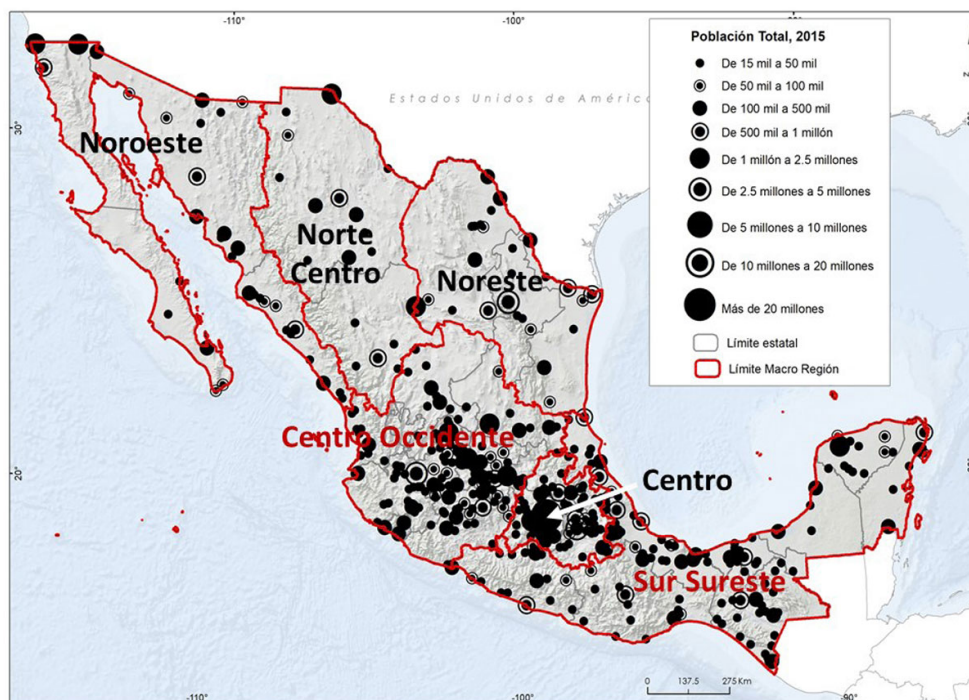 -110°
-100°
Población Total, 2015
De 15 mil a 50 mil
De 50 mil a 100 mil
De 100 mil a 500 mil
De 500 mil a 1 millón
De 1 millón a 2.5 millones
De 2.5 millones a 5 millones
De 5 millones a 10 millones
De 10 millones a 20 millones
Más de 20 millones
Límite estatal
Límite Macro Región
Estados Unidos de América
30°
30°
Noroeste
Norte
Centro
Noreste
Centro Occidente
Centro
20°
Sur Sureste
0
137.5
275 Km
-110°
-100°
-90°